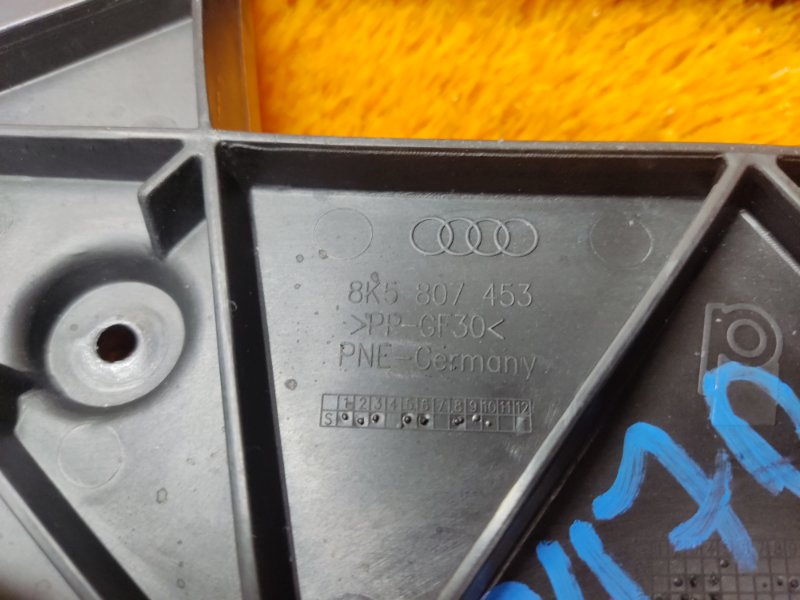 8K5 807 453
>PP-GF30<
PNE-Germany
1 2 3 4 5 6 7 8 9 10 11 12
S